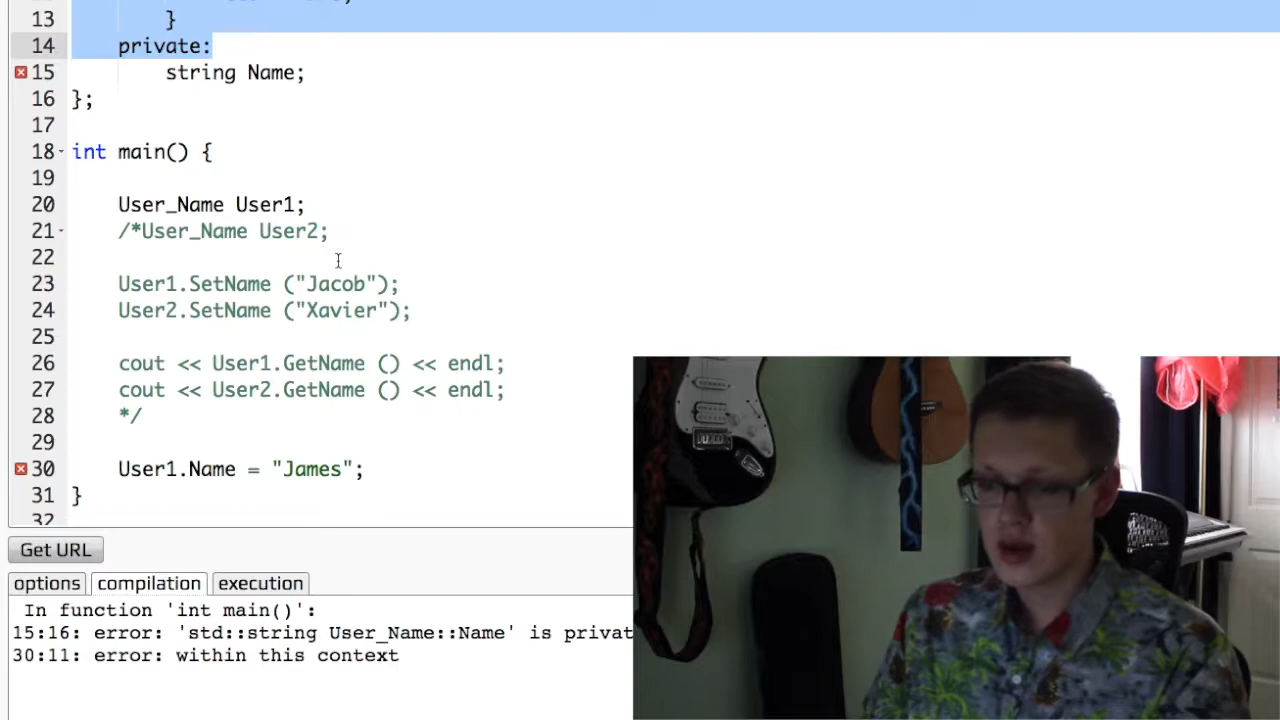 13 }
14 private:
15 string Name;
16 };
17
18 int main() {
19
20 User_Name User1;
21 /*User_Name User2;
22
23 User1.SetName ("Jacob");
24 User2.SetName ("Xavier");
25
26 cout << User1.GetName () << endl;
27 cout << User2.GetName () << endl;
28 */
29
30 User1.Name = "James";
31 }
32
Get URL
options compilation execution
In function 'int main()':
15:16: error: 'std::string User_Name::Name' is privat
30:11: error: within this context